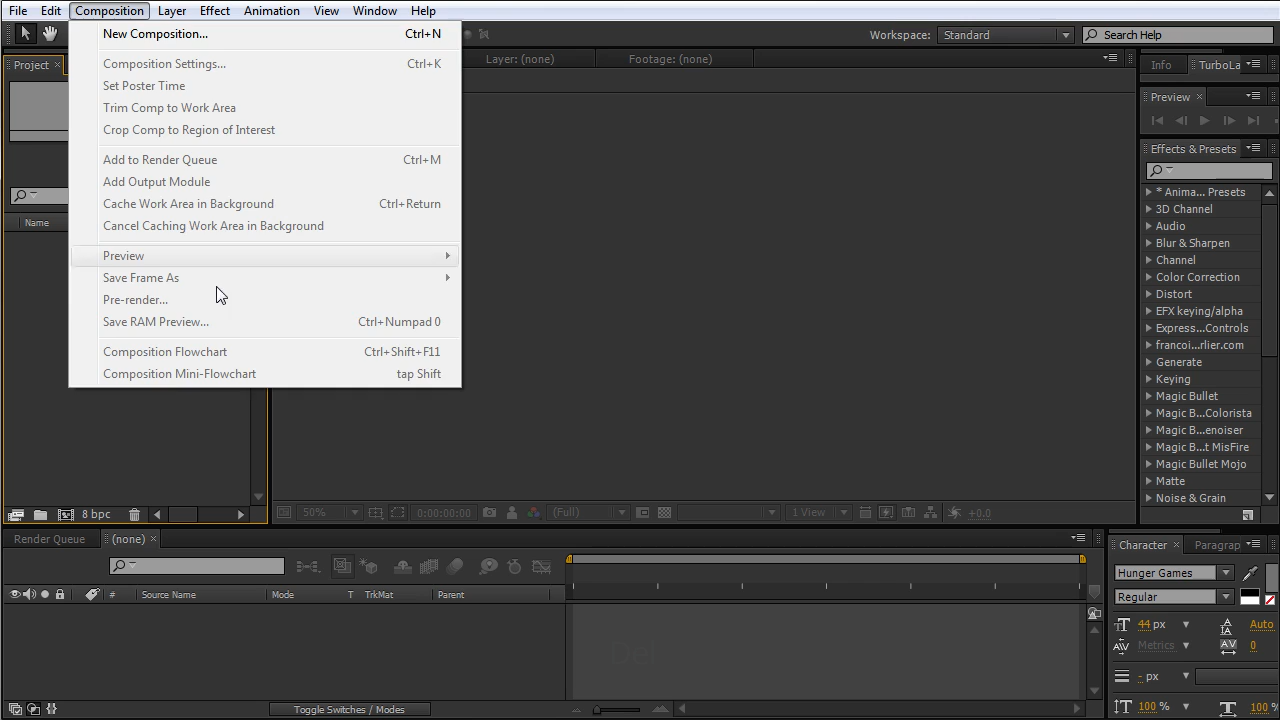 File Edit Composition Layer Effect Animation View Window Help
New Composition... Ctrl+N
Composition Settings... Ctrl+K
Set Poster Time
Trim Comp to Work Area
Crop Comp to Region of Interest
Add to Render Queue Ctrl+M
Add Output Module
Cache Work Area in Background Ctrl+Return
Cancel Caching Work Area in Background
Preview
Save Frame As
Pre-render...
Save RAM Preview... Ctrl+Numpad 0
Composition Flowchart Ctrl+Shift+F11
Composition Mini-Flowchart tap Shift
Workspace: Standard Search Help
Project
Name
Layer: (none) Footage: (none)
Info TurboLa
Preview
Effects & Presets
* Anima... Presets
3D Channel
Audio
Blur & Sharpen
Channel
Color Correction
Distort
EFX keying/alpha
Express...Controls
francoi...rlier.com
Generate
Keying
Magic Bullet
Magic B...Colorista
Magic B...enoiser
Magic B...t MisFire
Magic Bullet Mojo
Matte
Noise & Grain
8 bpc
50% 0:00:00:00 (Full) 1 View +0.0
Render Queue (none)
# Source Name Mode T TrkMat Parent
Del
Toggle Switches / Modes
Character Paragrap
Hunger Games
Regular
44 px Auto
Metrics 0
- px
100 % 100